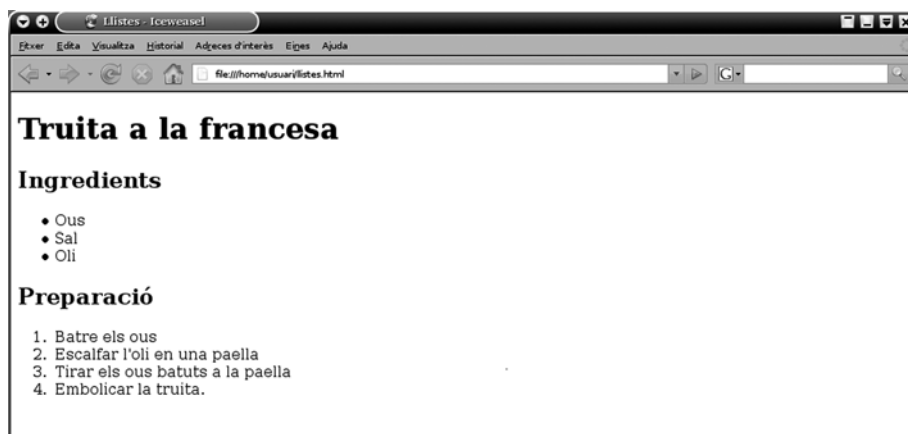 Llistes - Iceweasel
Fitxer Edita Visualitza Historial Adreces d'interès Eines Ajuda
file:///home/usuari/llistes.html
G
Truita a la francesa
Ingredients
• Ous
• Sal
• Oli
Preparació
1. Batre els ous
2. Escalfar l'oli en una paella
3. Tirar els ous batuts a la paella
4. Embolicar la truita.